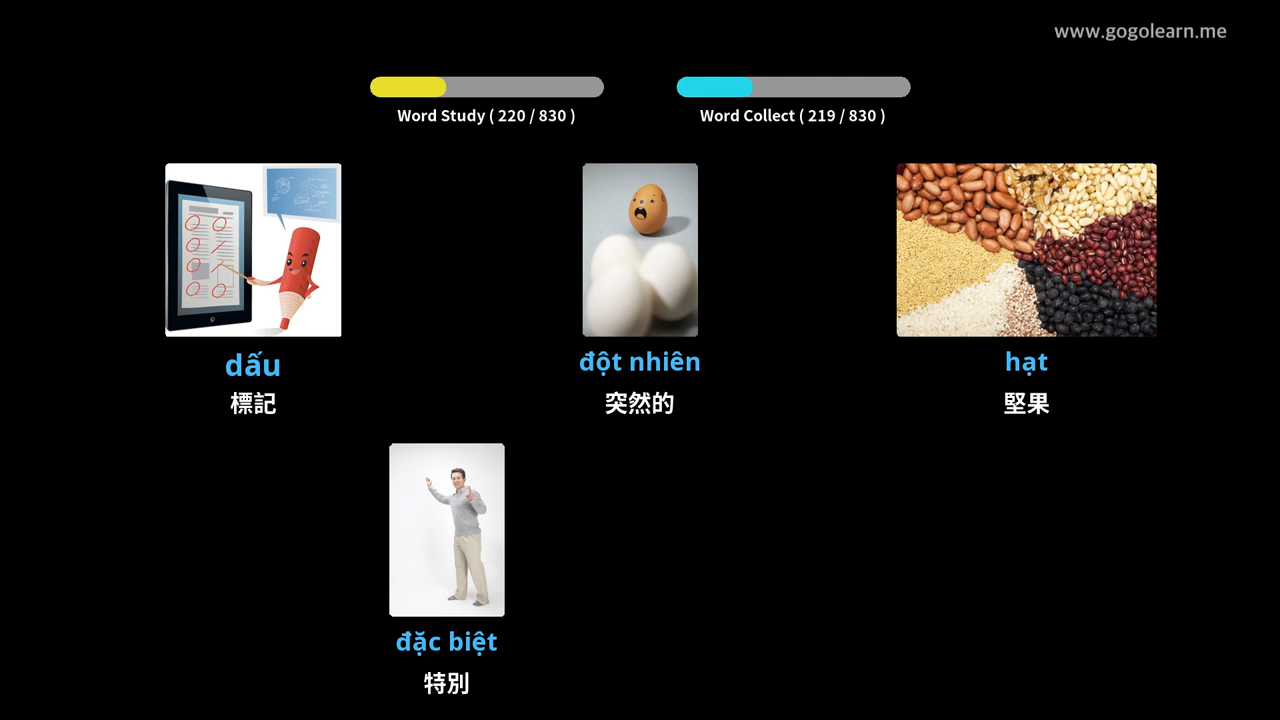 www.gogolearn.me
Word Study ( 220 / 830 )
Word Collect ( 219 / 830 )
dấu
標記
đột nhiên
突然的
hạt
堅果
đặc biệt
特別